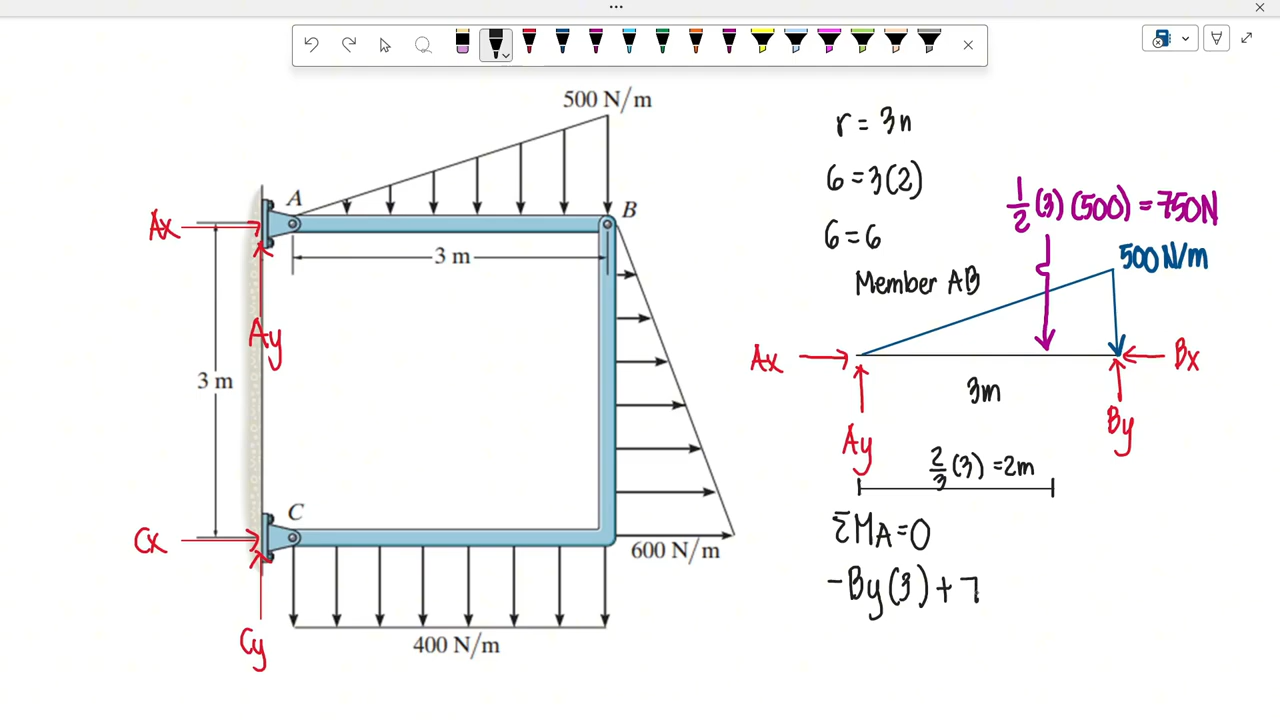 500 N/m
A
B
Ax
3 m
Ay
3 m
C
Cx
600 N/m
Cy
400 N/m
r = 3n
6 = 3(2)
6 = 6
Member AB
1/2 (3) (500) = 750N
500 N/m
Ax
Bx
3m
Ay
By
2/3 (3) = 2m
ΣMA = 0
-By(3) + 7